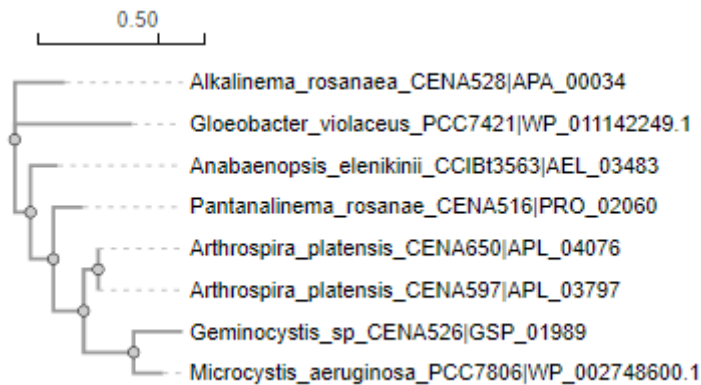 0.50
Alkalinema_rosanaea_CENA528|APA_00034
Gloeobacter_violaceus_PCC7421|WP_011142249.1
Anabaenopsis_elenikinii_CCIBt3563|AEL_03483
Pantanalinema_rosanae_CENA516|PRO_02060
Arthrospira_platensis_CENA650|APL_04076
Arthrospira_platensis_CENA597|APL_03797
Geminocystis_sp_CENA526|GSP_01989
Microcystis_aeruginosa_PCC7806|WP_002748600.1